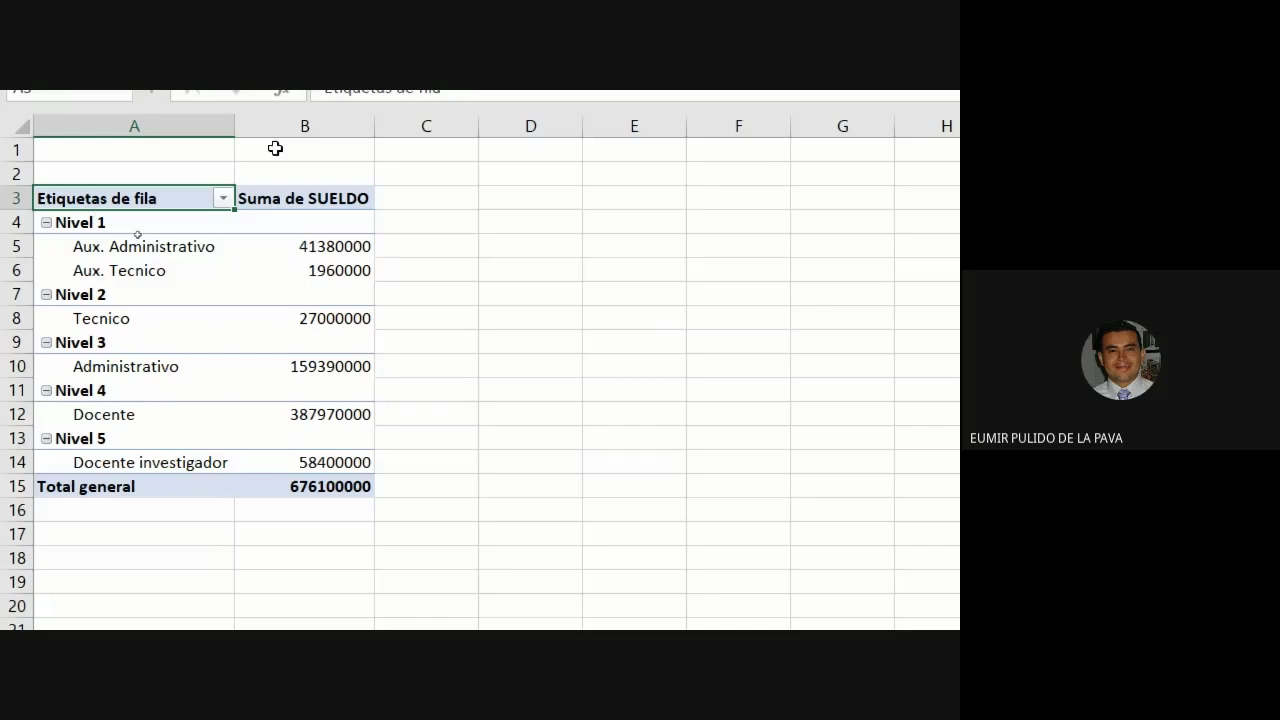 Etiquetas de fila
A B C D E F G H
1
2
3 Etiquetas de fila Suma de SUELDO
4 Nivel 1
5 Aux. Administrativo 41380000
6 Aux. Tecnico 1960000
7 Nivel 2
8 Tecnico 27000000
9 Nivel 3
10 Administrativo 159390000
11 Nivel 4
12 Docente 387970000
13 Nivel 5
14 Docente investigador 58400000
15 Total general 676100000
16
17
18
19
20
EUMIR PULIDO DE LA PAVA